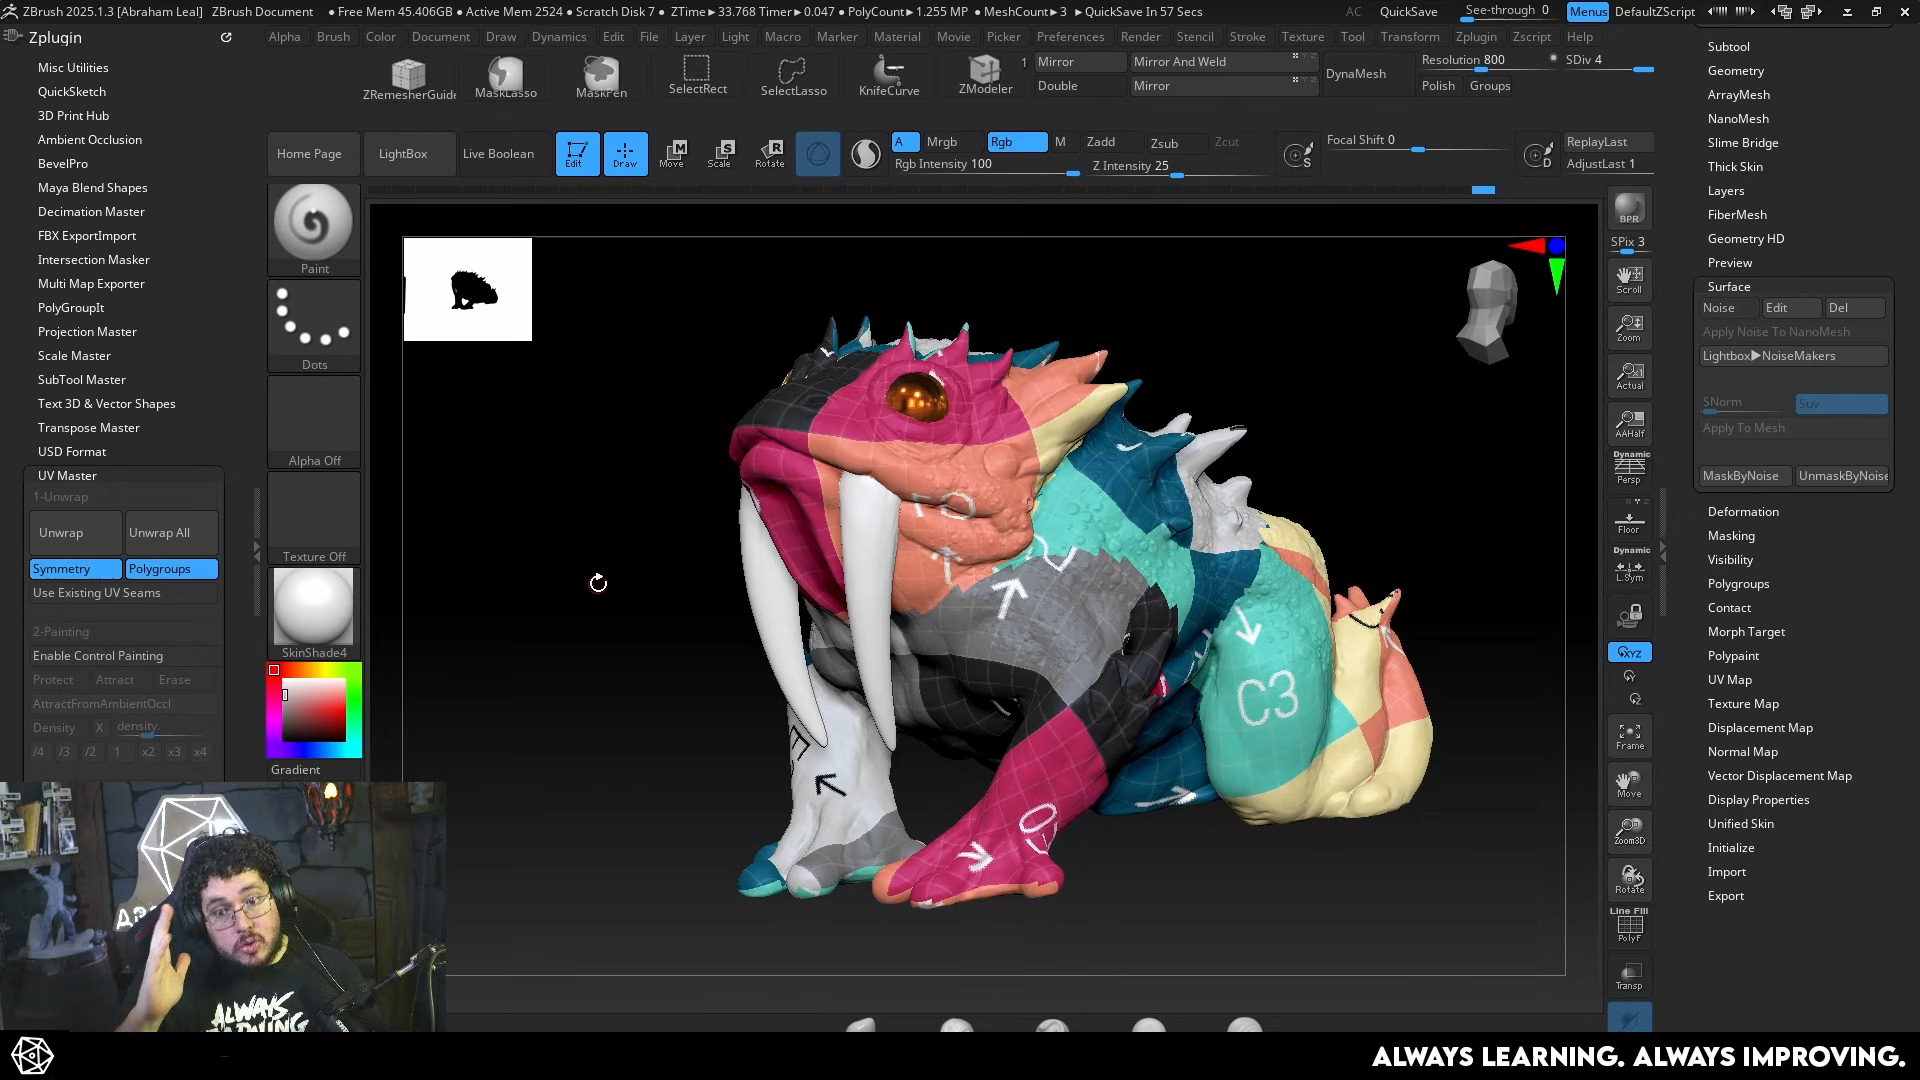 ZBrush 2025.1.3 [Abraham Leal] ZBrush Document ● Free Mem 45.406GB ● Active Mem 2524 ● Scratch Disk 7 ● ZTime►33.768 Timer►0.047 ● PolyCount►1.255 MP ● MeshCount►3 ►QuickSave In 57 Secs AC QuickSave See-through 0 Menus DefaultZScript
Zplugin
Alpha Brush Color Document Draw Dynamics Edit File Layer Light Macro Marker Material Movie Picker Preferences Render Stencil Stroke Texture Tool Transform Zplugin Zscript Help
Misc Utilities
QuickSketch
3D Print Hub
Ambient Occlusion
BevelPro
Maya Blend Shapes
Decimation Master
FBX ExportImport
Intersection Masker
Multi Map Exporter
PolyGroupIt
Projection Master
Scale Master
SubTool Master
Text 3D & Vector Shapes
Transpose Master
USD Format
UV Master
1-Unwrap
Unwrap Unwrap All
Symmetry Polygroups
Use Existing UV Seams
2-Painting
Enable Control Painting
Protect Attract Erase
AttractFromAmbientOccl
Density X density.
/4 /3 /2 1 x2 x3 x4
ZRemesherGuide MaskLasso MaskPen SelectRect SelectLasso KnifeCurve ZModeler
1 Mirror Mirror And Weld
Double Mirror
DynaMesh
Resolution 800 SDiv 4
Polish Groups
Home Page LightBox Live Boolean Edit Draw Move Scale Rotate
A Mrgb Rgb M Zadd Zsub Zcut
Rgb Intensity 100 Z Intensity 25
S Focal Shift 0 D
ReplayLast
AdjustLast 1
Paint
Dots
Alpha Off
Texture Off
SkinShade4
Gradient
C3
BPR
SPix 3
Scroll
Zoom
Actual
AAHalf
Dynamic
Persp
Floor
Dynamic
L.Sym
XYZ
Frame
Move
Zoom3D
Rotate
Line Fill
PolyF
Transp
Subtool
Geometry
ArrayMesh
NanoMesh
Slime Bridge
Thick Skin
Layers
FiberMesh
Geometry HD
Preview
Surface
Noise Edit Del
Apply Noise To NanoMesh
Lightbox►NoiseMakers
SNorm Suv
Apply To Mesh
MaskByNoise UnmaskByNoise
Deformation
Masking
Visibility
Polygroups
Contact
Morph Target
Polypaint
UV Map
Texture Map
Displacement Map
Normal Map
Vector Displacement Map
Display Properties
Unified Skin
Initialize
Import
Export
ALWAYS
ALWAYS LEARNING. ALWAYS IMPROVING.